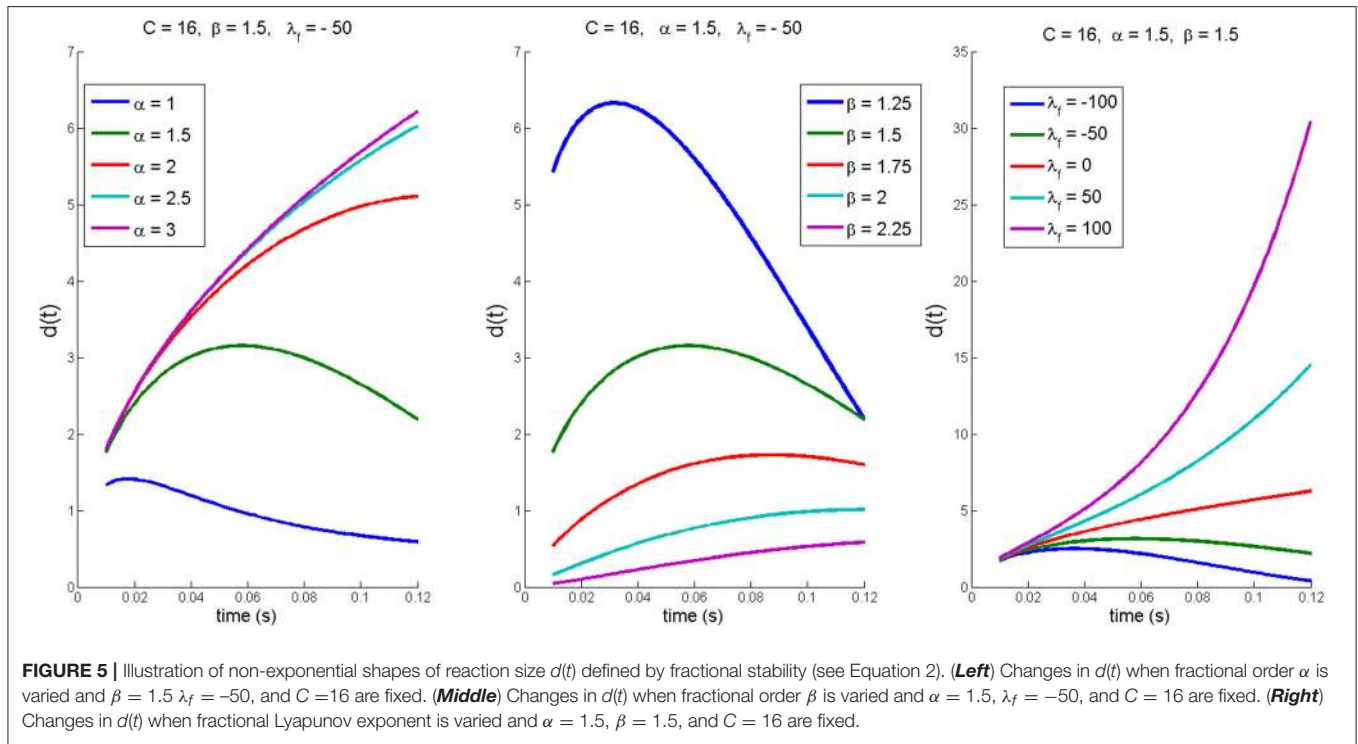 C = 16, β = 1.5, λf = - 50
7
6
5
4
3
2
1
0
d(t)
α = 1
α = 1.5
α = 2
α = 2.5
α = 3
0 0.02 0.04 0.06 0.08 0.1 0.12
time (s)
C = 16, α = 1.5, λf = - 50
7
6
5
4
3
2
1
0
d(t)
β = 1.25
β = 1.5
β = 1.75
β = 2
β = 2.25
0 0.02 0.04 0.06 0.08 0.1 0.12
time (s)
C = 16, α = 1.5, β = 1.5
35
30
25
20
15
10
5
0
d(t)
λf = -100
λf = -50
λf = 0
λf = 50
λf = 100
0 0.02 0.04 0.06 0.08 0.1 0.12
time (s)
FIGURE 5 | Illustration of non-exponential shapes of reaction size d(t) defined by fractional stability (see Equation 2). (Left) Changes in d(t) when fractional order α is
varied and β = 1.5 λf = –50, and C =16 are fixed. (Middle) Changes in d(t) when fractional order β is varied and α = 1.5, λf = −50, and C = 16 are fixed. (Right)
Changes in d(t) when fractional Lyapunov exponent is varied and α = 1.5, β = 1.5, and C = 16 are fixed.